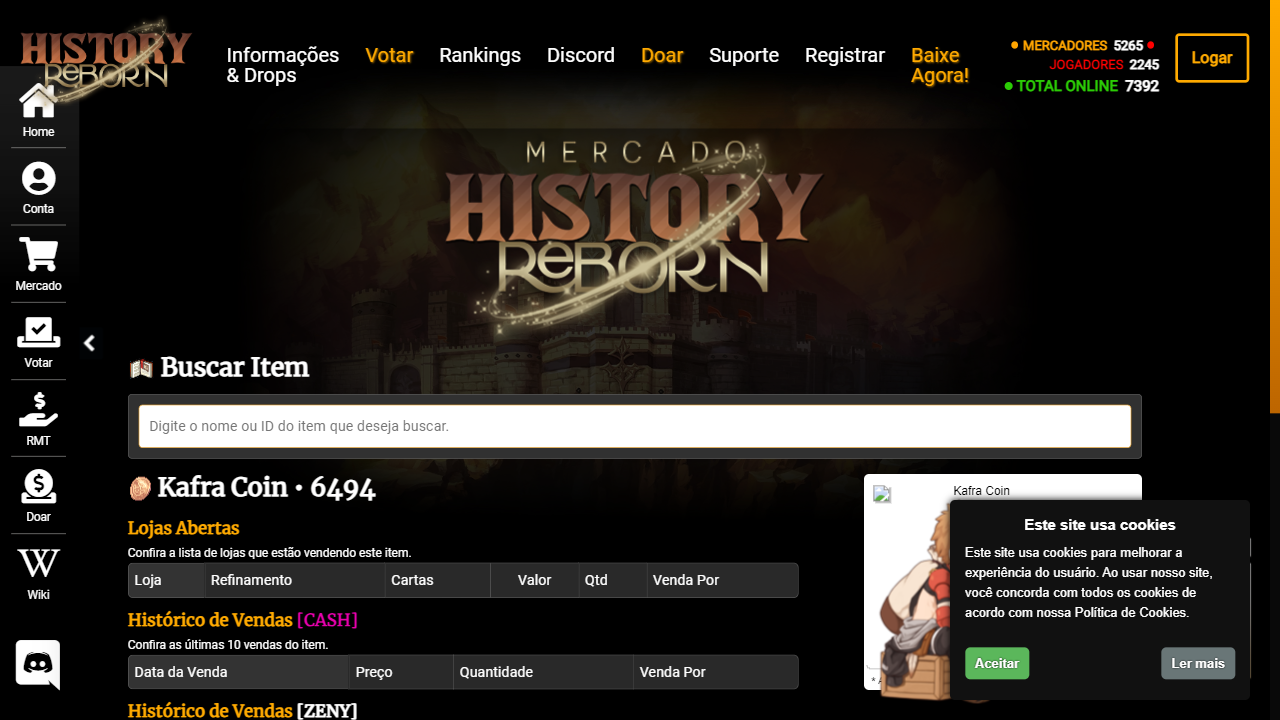 HISTORY
REBORN
Informações
& Drops
Votar
Rankings
Discord
Doar
Suporte
Registrar
Baixe
Agora!
MERCADORES 5265
JOGADORES 2245
TOTAL ONLINE 7392
Logar
Home
Conta
Mercado
Votar
RMT
Doar
Wiki
MERCADO
HISTORY
REBORN
Buscar Item
Digite o nome ou ID do item que deseja buscar.
Kafra Coin • 6494
Lojas Abertas
Confira a lista de lojas que estão vendendo este item.
Loja Refinamento Cartas Valor Qtd Venda Por
Histórico de Vendas [CASH]
Confira as últimas 10 vendas do item.
Data da Venda Preço Quantidade Venda Por
Histórico de Vendas [ZENY]
Kafra Coin
Este site usa cookies
Este site usa cookies para melhorar a
experiência do usuário. Ao usar nosso site,
você concorda com todos os cookies de
acordo com nossa Política de Cookies.
Aceitar
Ler mais